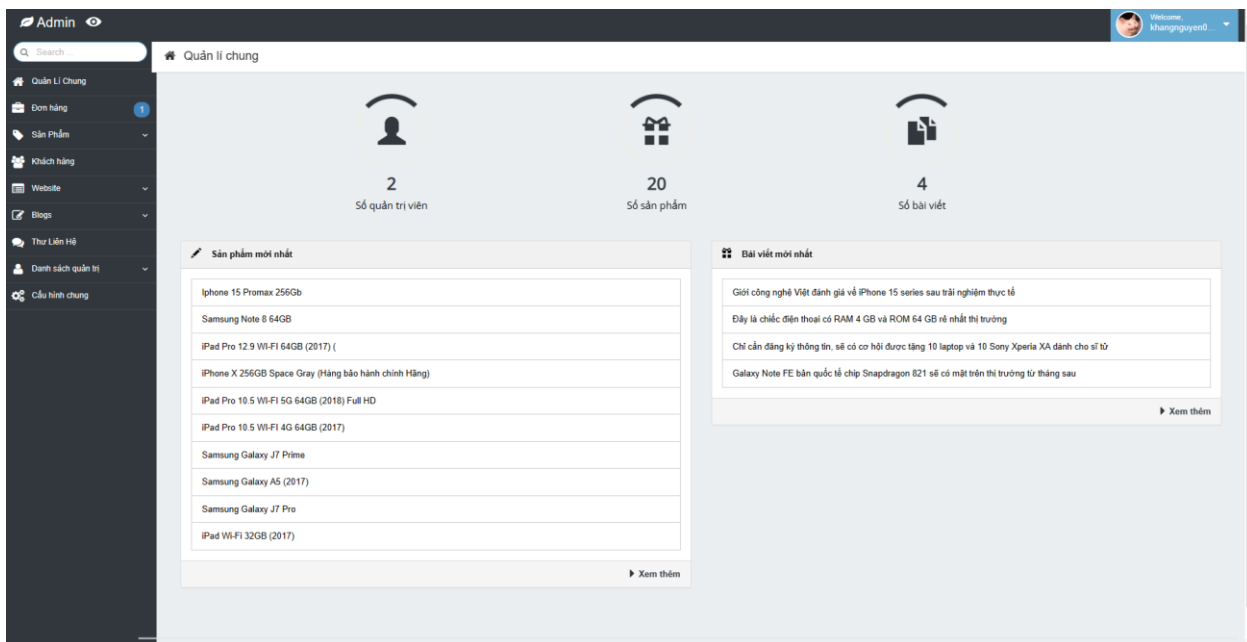 Admin
Welcome,
khangnguyen0...
Search ...
Quản lí chung
Quản Lí Chung
Đơn hàng
1
Sản Phẩm
Khách hàng
Website
Blogs
Thư Liên Hệ
Danh sách quản trị
Cấu hình chung
2
Số quản trị viên
20
Số sản phẩm
4
Số bài viết
Sản phẩm mới nhất
Iphone 15 Promax 256Gb
Samsung Note 8 64GB
iPad Pro 12.9 WI-FI 64GB (2017) (
iPhone X 256GB Space Gray (Hàng bảo hành chính Hãng)
iPad Pro 10.5 WI-FI 5G 64GB (2018) Full HD
iPad Pro 10.5 WI-FI 4G 64GB (2017)
Samsung Galaxy J7 Prime
Samsung Galaxy A5 (2017)
Samsung Galaxy J7 Pro
iPad Wi-Fi 32GB (2017)
Xem thêm
Bài viết mới nhất
Giới công nghệ Việt đánh giá về iPhone 15 series sau trải nghiệm thực tế
Đây là chiếc điện thoại có RAM 4 GB và ROM 64 GB rẻ nhất thị trường
Chỉ cần đăng ký thông tin, sẽ có cơ hội được tặng 10 laptop và 10 Sony Xperia XA dành cho sĩ tử
Galaxy Note FE bản quốc tế chip Snapdragon 821 sẽ có mặt trên thị trường từ tháng sau
Xem thêm